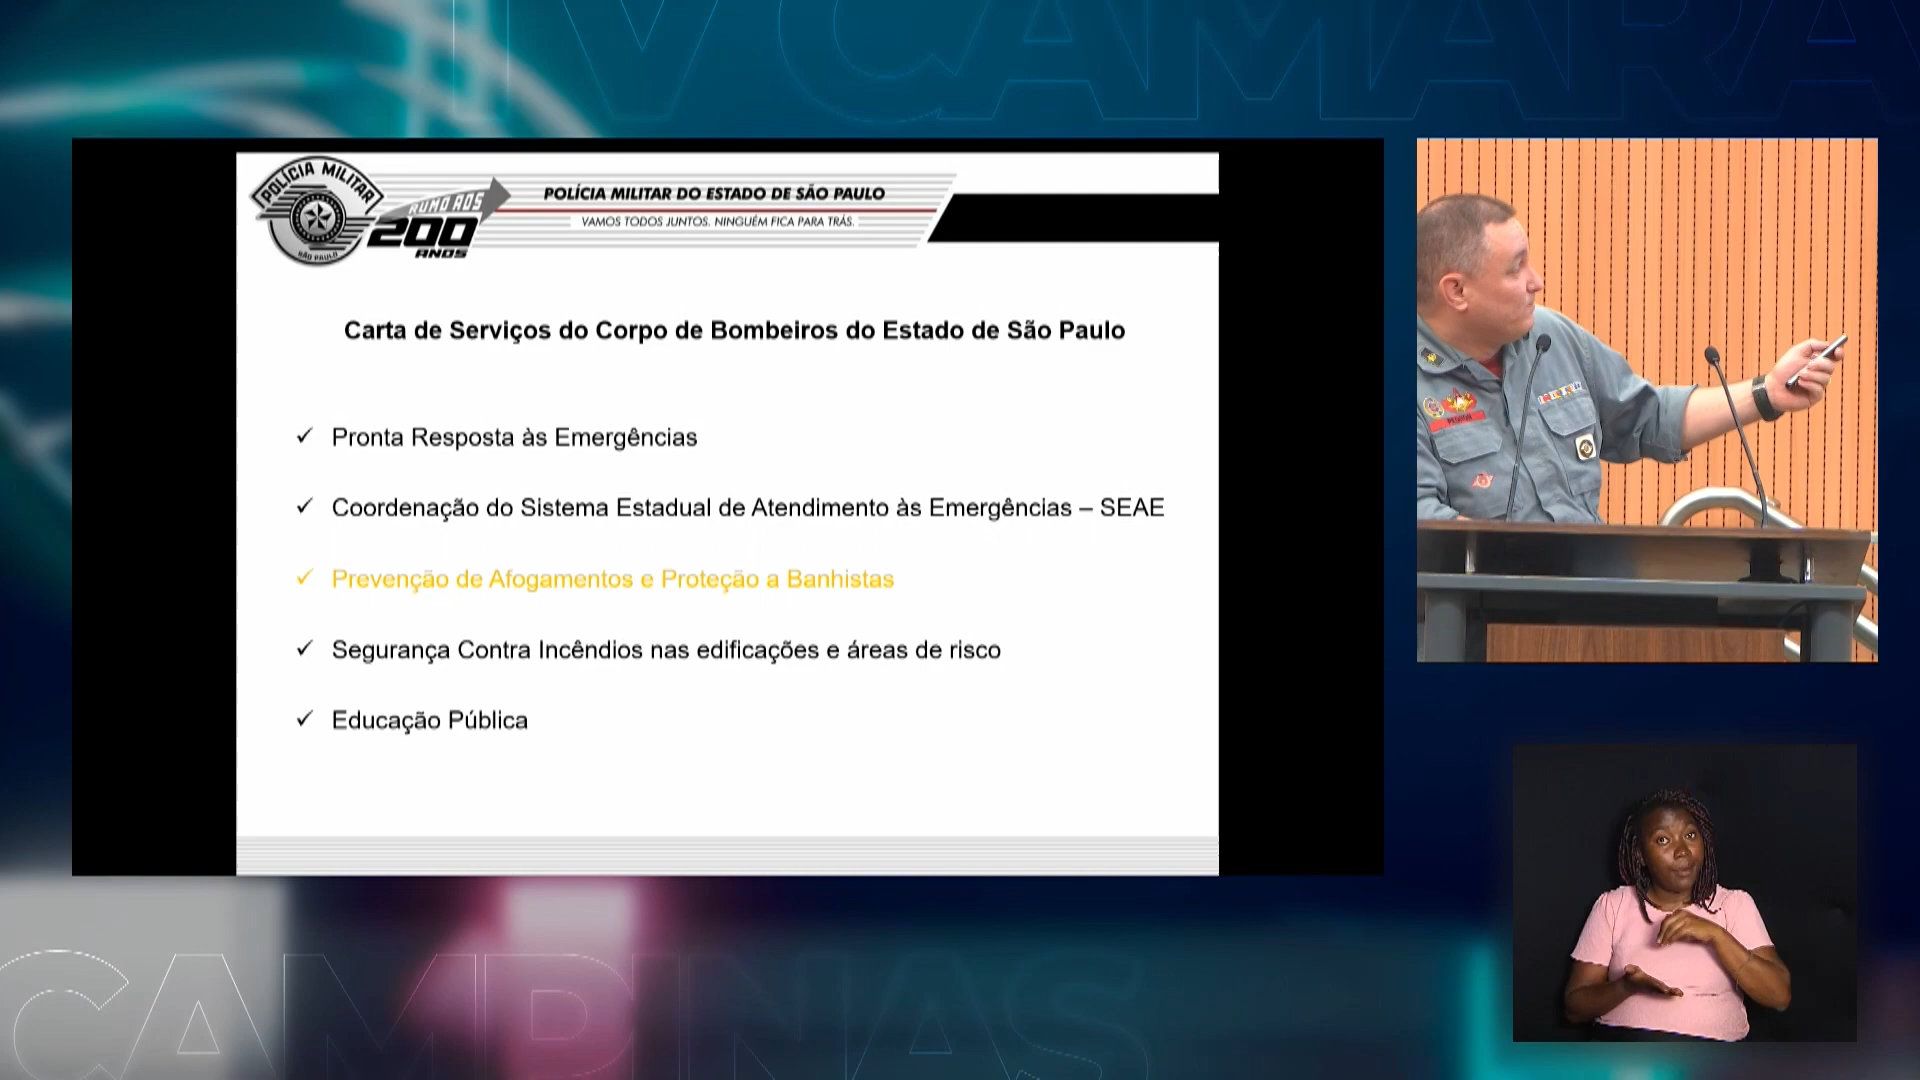 TV CÂMARA
POLÍCIA MILITAR
SÃO PAULO
RUMO AOS
200
ANOS
POLÍCIA MILITAR DO ESTADO DE SÃO PAULO
VAMOS TODOS JUNTOS. NINGUÉM FICA PARA TRÁS.
Carta de Serviços do Corpo de Bombeiros do Estado de São Paulo
✓ Pronta Resposta às Emergências
✓ Coordenação do Sistema Estadual de Atendimento às Emergências – SEAE
✓ Prevenção de Afogamentos e Proteção a Banhistas
✓ Segurança Contra Incêndios nas edificações e áreas de risco
✓ Educação Pública
CAMPINAS